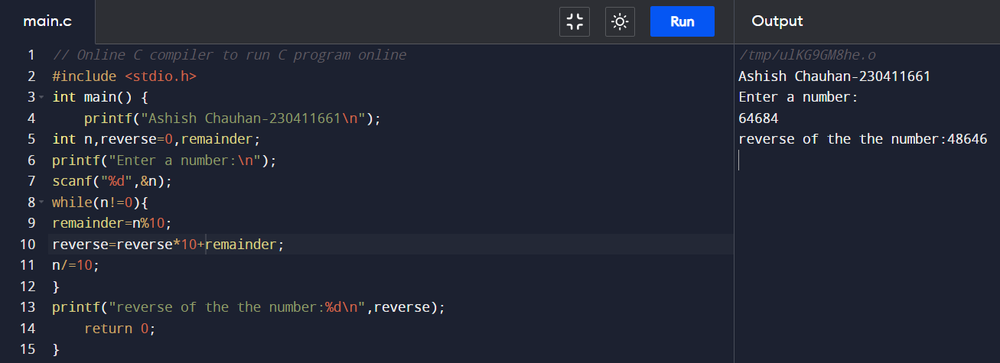 main.c
Run
Output
1 // Online C compiler to run C program online
2 #include <stdio.h>
3 int main() {
4     printf("Ashish Chauhan-230411661\n");
5 int n,reverse=0,remainder;
6 printf("Enter a number:\n");
7 scanf("%d",&n);
8 while(n!=0){
9 remainder=n%10;
10 reverse=reverse*10+remainder;
11 n/=10;
12 }
13 printf("reverse of the the number:%d\n",reverse);
14     return 0;
15 }
/tmp/ulKG9GM8he.o
Ashish Chauhan-230411661
Enter a number:
64684
reverse of the the number:48646